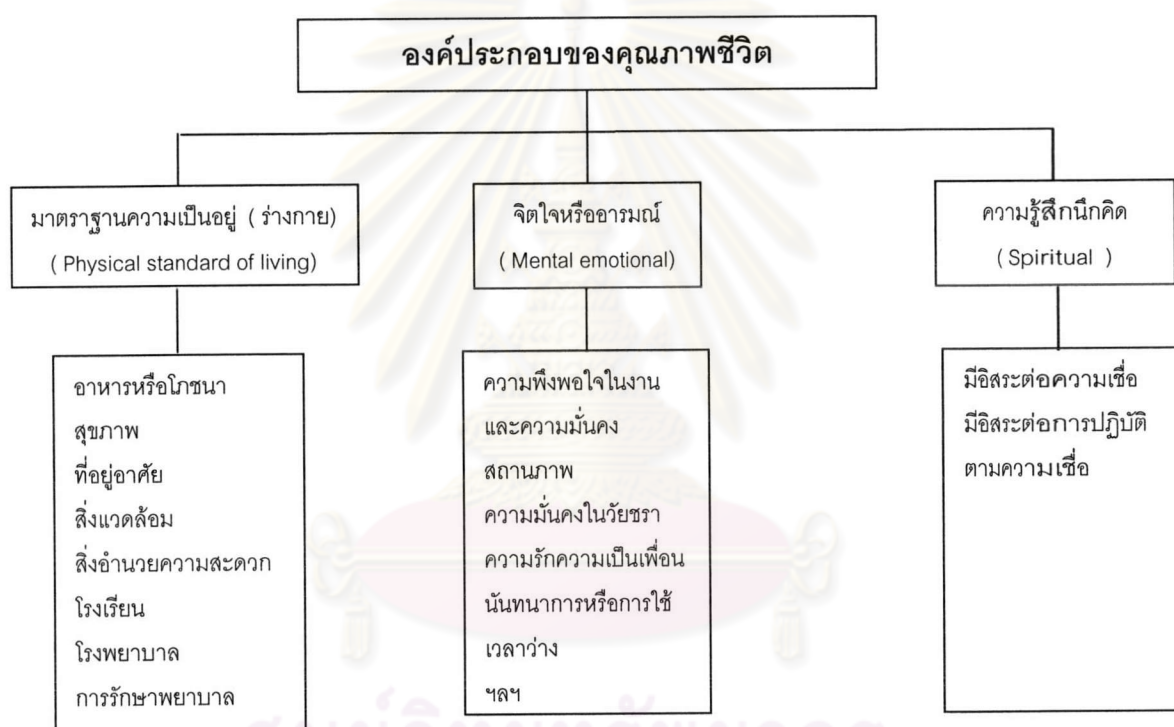 องค์ประกอบของคุณภาพชีวิต
มาตราฐานความเป็นอยู่ ( ร่างกาย)
( Physical standard of living)
จิตใจหรืออารมณ์
( Mental emotional)
ความรู้สึกนึกคิด
( Spiritual )
อาหารหรือโภชนา
สุขภาพ
ที่อยู่อาศัย
สิ่งแวดล้อม
สิ่งอำนวยความสะดวก
โรงเรียน
โรงพยาบาล
การรักษาพยาบาล
ความพึงพอใจในงาน
และความมั่นคง
สถานภาพ
ความมั่นคงในวัยชรา
ความรักความเป็นเพื่อน
นันทนาการหรือการใช้
เวลาว่าง
ฯลฯ
มีอิสระต่อความเชื่อ
มีอิสระต่อการปฏิบัติ
ตามความเชื่อ